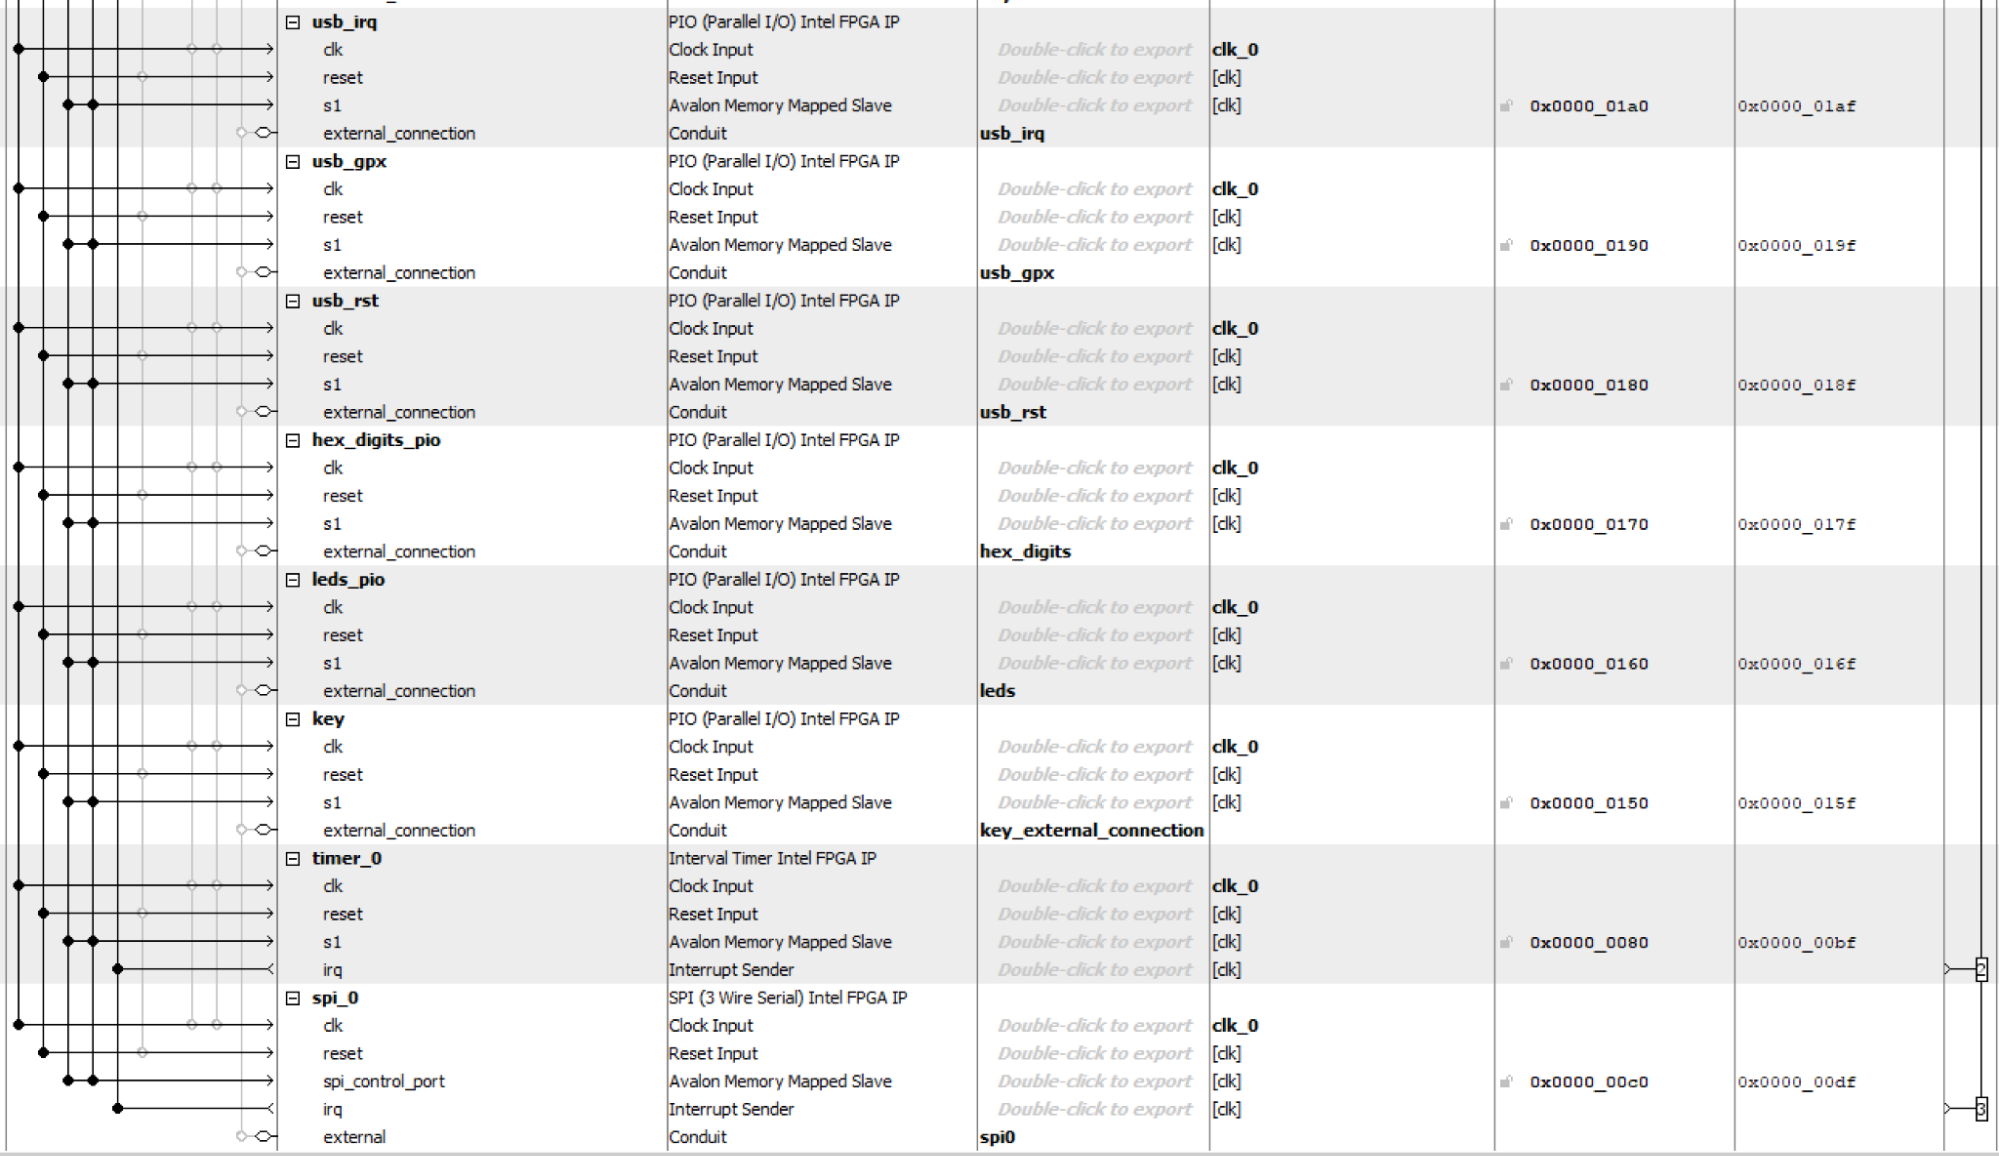 usb_irq PIO (Parallel I/O) Intel FPGA IP
clk Clock Input Double-click to export clk_0
reset Reset Input Double-click to export [clk]
s1 Avalon Memory Mapped Slave Double-click to export [clk] 0x0000_01a0 0x0000_01af
external_connection Conduit usb_irq
usb_gpx PIO (Parallel I/O) Intel FPGA IP
clk Clock Input Double-click to export clk_0
reset Reset Input Double-click to export [clk]
s1 Avalon Memory Mapped Slave Double-click to export [clk] 0x0000_0190 0x0000_019f
external_connection Conduit usb_gpx
usb_rst PIO (Parallel I/O) Intel FPGA IP
clk Clock Input Double-click to export clk_0
reset Reset Input Double-click to export [clk]
s1 Avalon Memory Mapped Slave Double-click to export [clk] 0x0000_0180 0x0000_018f
external_connection Conduit usb_rst
hex_digits_pio PIO (Parallel I/O) Intel FPGA IP
clk Clock Input Double-click to export clk_0
reset Reset Input Double-click to export [clk]
s1 Avalon Memory Mapped Slave Double-click to export [clk] 0x0000_0170 0x0000_017f
external_connection Conduit hex_digits
leds_pio PIO (Parallel I/O) Intel FPGA IP
clk Clock Input Double-click to export clk_0
reset Reset Input Double-click to export [clk]
s1 Avalon Memory Mapped Slave Double-click to export [clk] 0x0000_0160 0x0000_016f
external_connection Conduit leds
key PIO (Parallel I/O) Intel FPGA IP
clk Clock Input Double-click to export clk_0
reset Reset Input Double-click to export [clk]
s1 Avalon Memory Mapped Slave Double-click to export [clk] 0x0000_0150 0x0000_015f
external_connection Conduit key_external_connection
timer_0 Interval Timer Intel FPGA IP
clk Clock Input Double-click to export clk_0
reset Reset Input Double-click to export [clk]
s1 Avalon Memory Mapped Slave Double-click to export [clk] 0x0000_0080 0x0000_00bf
irq Interrupt Sender Double-click to export [clk] 2
spi_0 SPI (3 Wire Serial) Intel FPGA IP
clk Clock Input Double-click to export clk_0
reset Reset Input Double-click to export [clk]
spi_control_port Avalon Memory Mapped Slave Double-click to export [clk] 0x0000_00c0 0x0000_00df
irq Interrupt Sender Double-click to export [clk] 3
external Conduit spi0